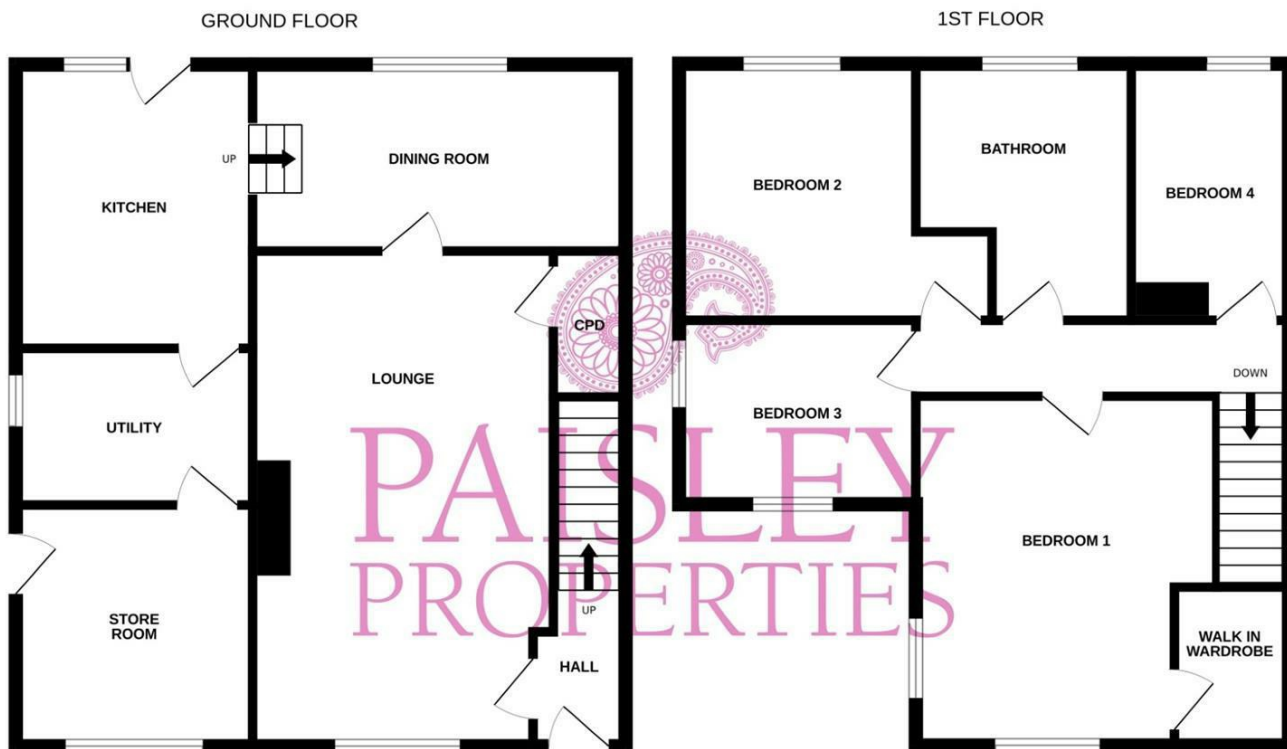 GROUND FLOOR
1ST FLOOR
UP
DINING ROOM
KITCHEN
CPD
LOUNGE
UTILITY
STORE
ROOM
UP
HALL
BATHROOM
BEDROOM 2
BEDROOM 4
DOWN
BEDROOM 3
BEDROOM 1
WALK IN
WARDROBE
PAISLEY
PROPERTIES